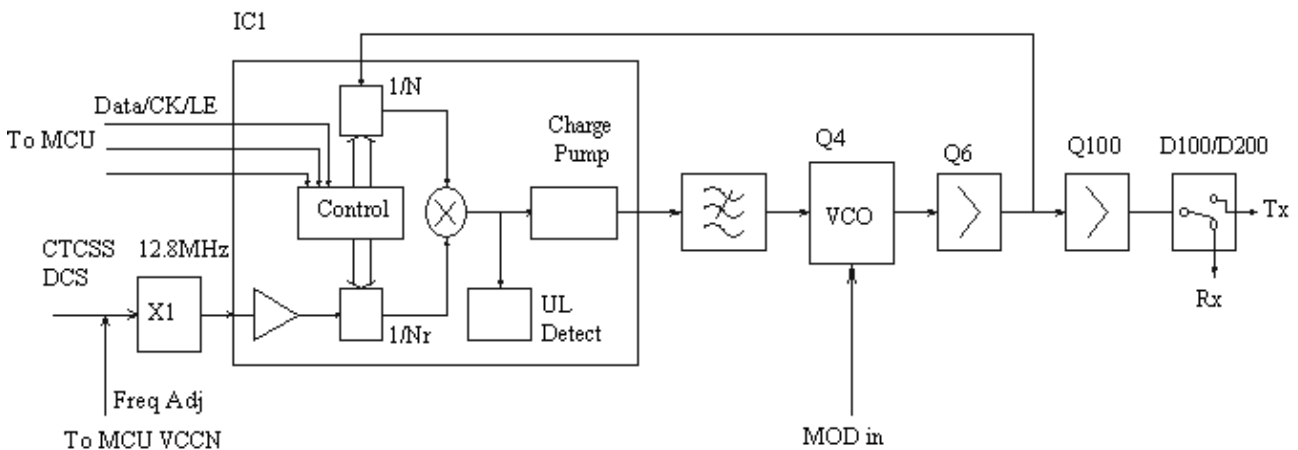 IC1
1/N
Data/CK/LE
To MCU
Charge
Pump
Q4
Q6
Q100
D100/D200
Control
VCO
Tx
CTCSS
DCS
12.8MHz
X1
1/Nr
UL
Detect
Rx
Freq Adj
To MCU VCCN
MOD in